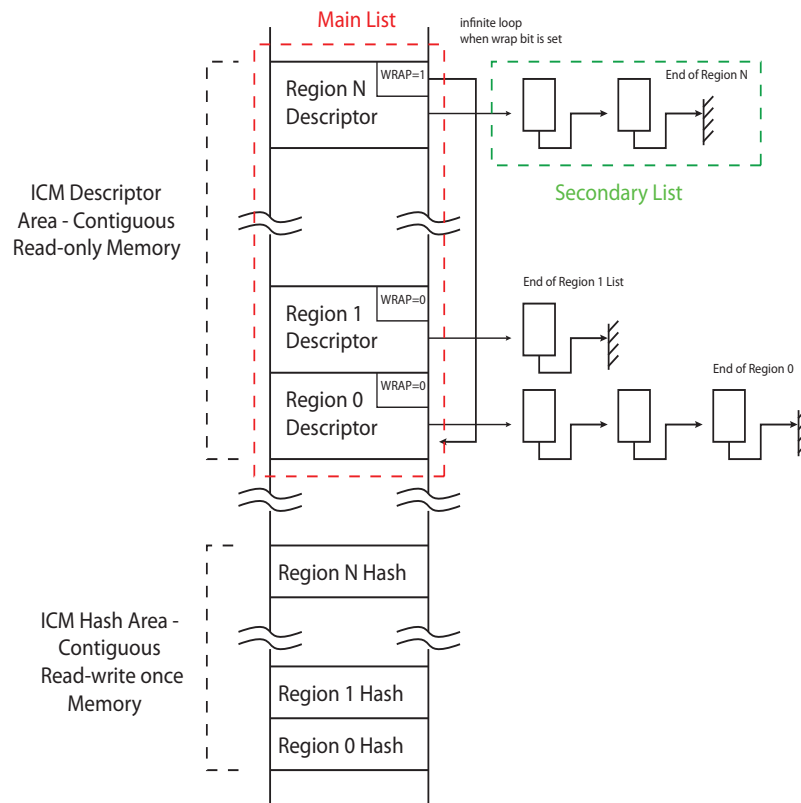 Main List
infinite loop
when wrap bit is set
Region N
Descriptor
WRAP=1
End of Region N
Secondary List
ICM Descriptor
Area - Contiguous
Read-only Memory
Region 1
Descriptor
WRAP=0
End of Region 1 List
Region 0
Descriptor
WRAP=0
End of Region 0
Region N Hash
ICM Hash Area -
Contiguous
Read-write once
Memory
Region 1 Hash
Region 0 Hash